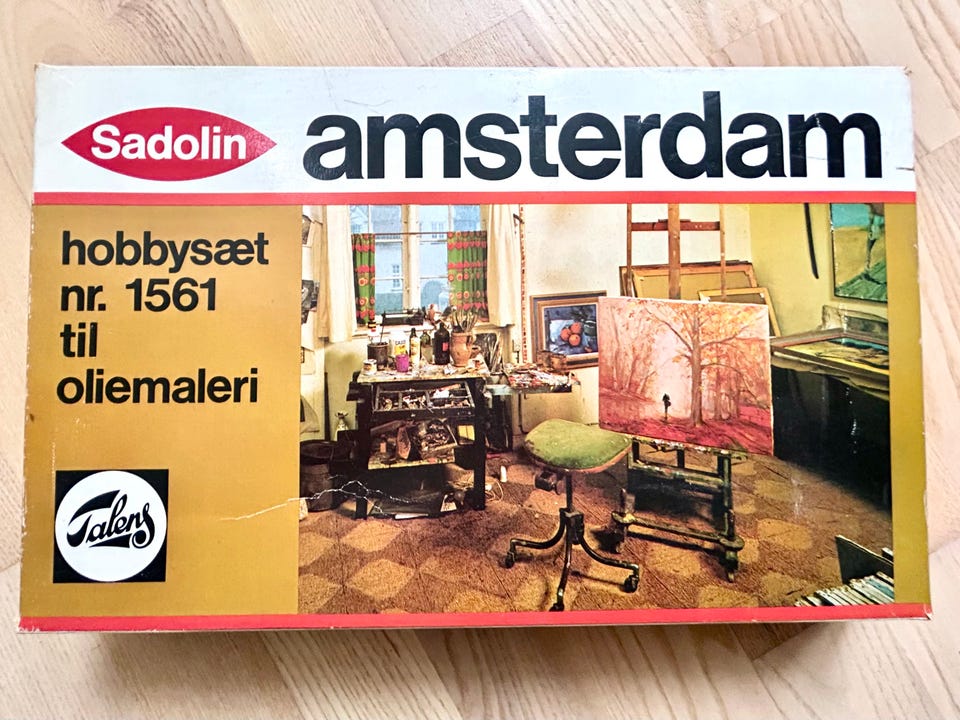 Sadolin
amsterdam
hobbysæt
nr. 1561
til
oliemaleri
Talens